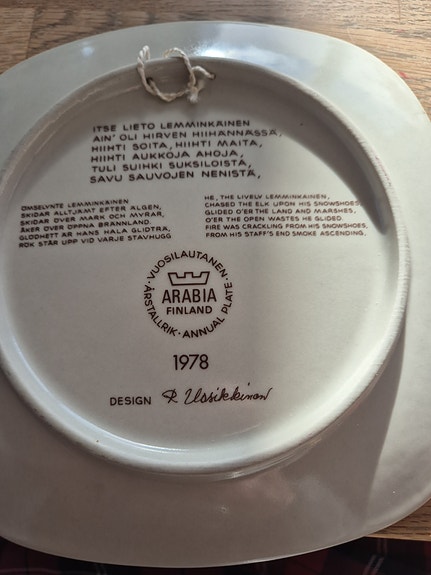 ITSE LIETO LEMMINKÄINEN
AIN' OLI HIRVEN HIIHÄNNÄSSÄ,
HIIHTI SOITA, HIIHTI MAITA,
HIIHTI AUKKOJA AHOJA,
TULI SUIHKI SUKSILOISTA,
SAVU SAUVOJEN NENISTÄ,
OMSELYNTE LEMMINKÄINEN
SKIDAR ALLTJÄMT EFTER ÄLGEN,
SKIDAR ÖVER MARK OCH MYRAR,
ÅKER ÖVER ÖPPNA BRÄNNLAND.
GLÖDHETT ÄR HANS HALA GLIDTRÄ,
RÖK STÅR UPP VID VARJE STAVHUGG
HE, THE LIVELY LEMMINKAINEN,
CHASED THE ELK UPON HIS SNOWSHOES,
GLIDED O'ER THE LAND AND MARSHES,
O'ER THE OPEN WASTES HE GLIDED.
FIRE WAS CRACKLING FROM HIS SNOWSHOES,
FROM HIS STAFF'S END SMOKE ASCENDING.
·VUOSILAUTANEN·
ARABIA
FINLAND
ÅRSTALLRIK·ANNUAL PLATE
1978
DESIGN R Uosikkinen